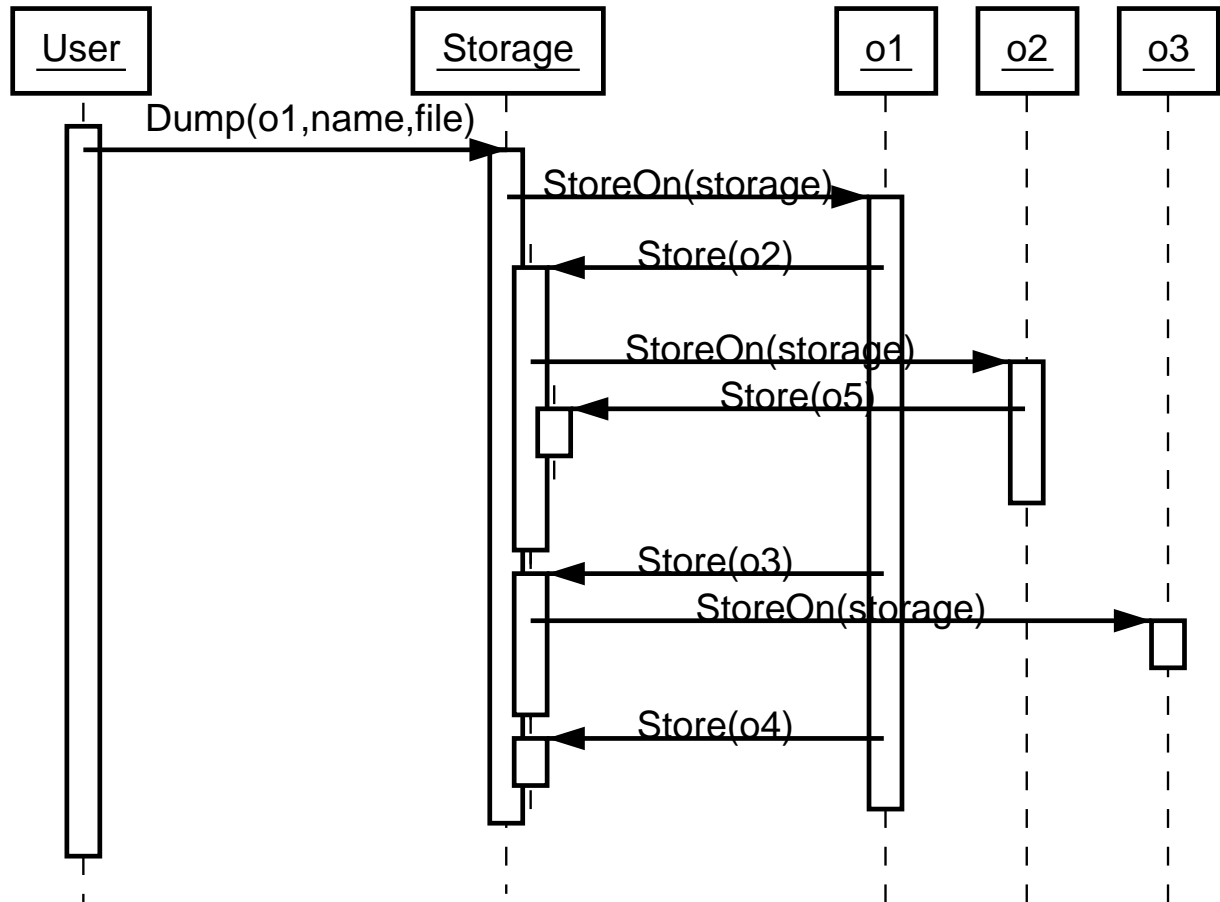 User
Storage
o1
o2
o3
Dump(o1,name,file)
StoreOn(storage)
Store(o2)
StoreOn(storage)
Store(o5)
Store(o3)
StoreOn(storage)
Store(o4)